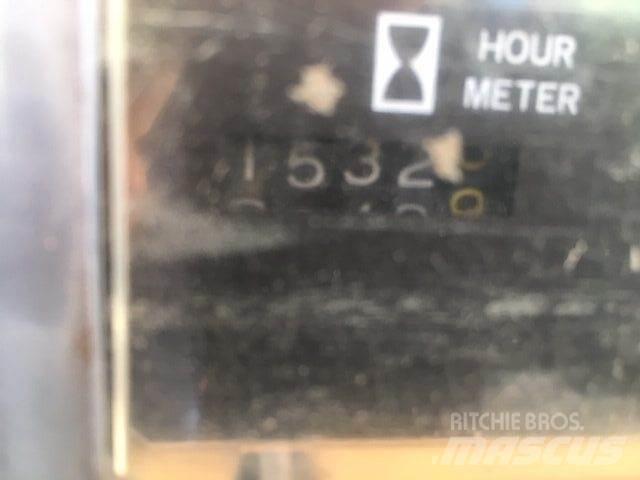 HOUR
METER
1532
RITCHIE BROS.
MASCUS